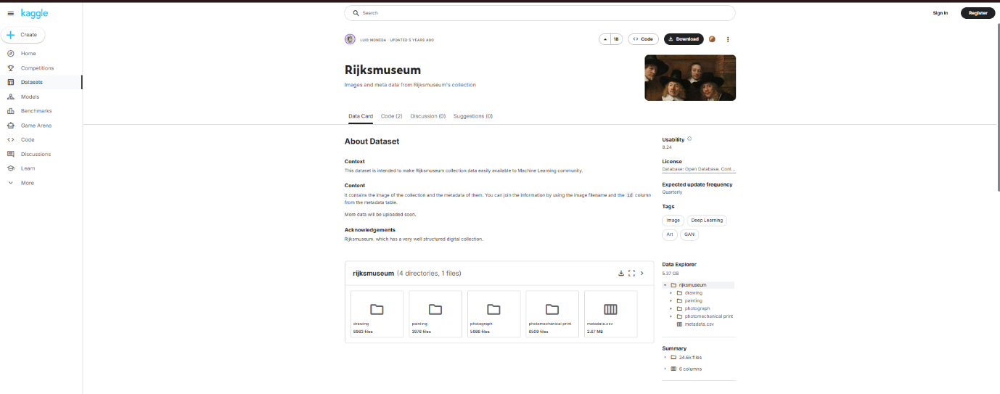 kaggle
Search
Sign In
Register
Create
Home
Competitions
Datasets
Models
Benchmarks
Game Arena
Code
Discussions
Learn
More
LUIS MONEDA · UPDATED 5 YEARS AGO
18
Code
Download
Rijksmuseum
Images and meta data from Rijksmuseum's collection
Data Card
Code (2)
Discussion (0)
Suggestions (0)
About Dataset
Context
This dataset is intended to make Rijksmuseum collection data easily available to Machine Learning community.
Content
It contains the image of the collection and the metadata of them. You can join the information by using the image filename and the id column
from the metadata table.
More data will be uploaded soon.
Acknowledgements
Rijksmuseum, which has a very well structured digital collection.
Usability
8.24
License
Database: Open Database, Cont...
Expected update frequency
Quarterly
Tags
Image
Deep Learning
Art
GAN
rijksmuseum (4 directories, 1 files)
drawing
8983 files
painting
3976 files
photograph
5086 files
photomechanical print
6509 files
metadata.csv
2.67 MB
Data Explorer
5.37 GB
rijksmuseum
drawing
painting
photograph
photomechanical print
metadata.csv
Summary
24.6k files
6 columns